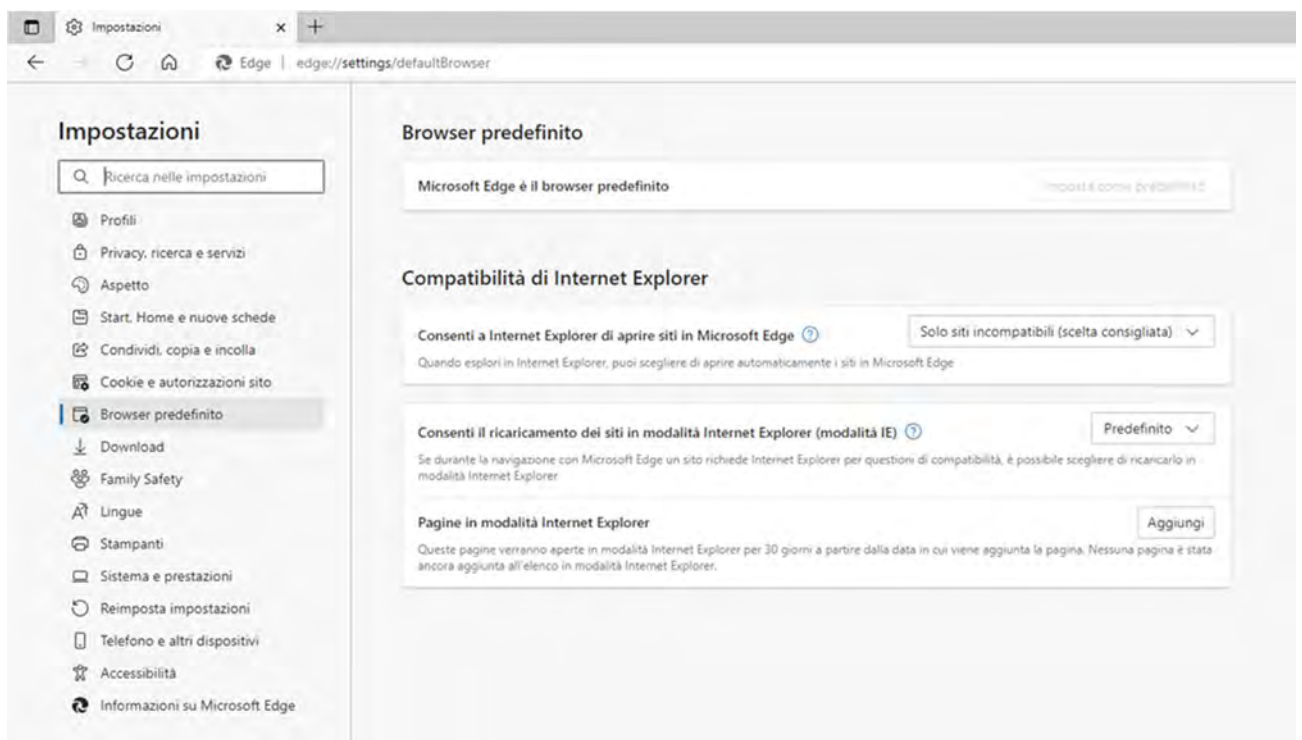 Impostazioni
Edge | edge://settings/defaultBrowser
Impostazioni
Ricerca nelle impostazioni
Profili
Privacy, ricerca e servizi
Aspetto
Start, Home e nuove schede
Condividi, copia e incolla
Cookie e autorizzazioni sito
Browser predefinito
Download
Family Safety
Lingue
Stampanti
Sistema e prestazioni
Reimposta impostazioni
Telefono e altri dispositivi
Accessibilità
Informazioni su Microsoft Edge
Browser predefinito
Microsoft Edge è il browser predefinito
Imposta come predefinito
Compatibilità di Internet Explorer
Consenti a Internet Explorer di aprire siti in Microsoft Edge
Solo siti incompatibili (scelta consigliata)
Quando esplori in Internet Explorer, puoi scegliere di aprire automaticamente i siti in Microsoft Edge
Consenti il ricaricamento dei siti in modalità Internet Explorer (modalità IE)
Predefinito
Se durante la navigazione con Microsoft Edge un sito richiede Internet Explorer per questioni di compatibilità, è possibile scegliere di ricaricarlo in
modalità Internet Explorer
Pagine in modalità Internet Explorer
Aggiungi
Queste pagine verranno aperte in modalità Internet Explorer per 30 giorni a partire dalla data in cui viene aggiunta la pagina. Nessuna pagina è stata
ancora aggiunta all'elenco in modalità Internet Explorer.